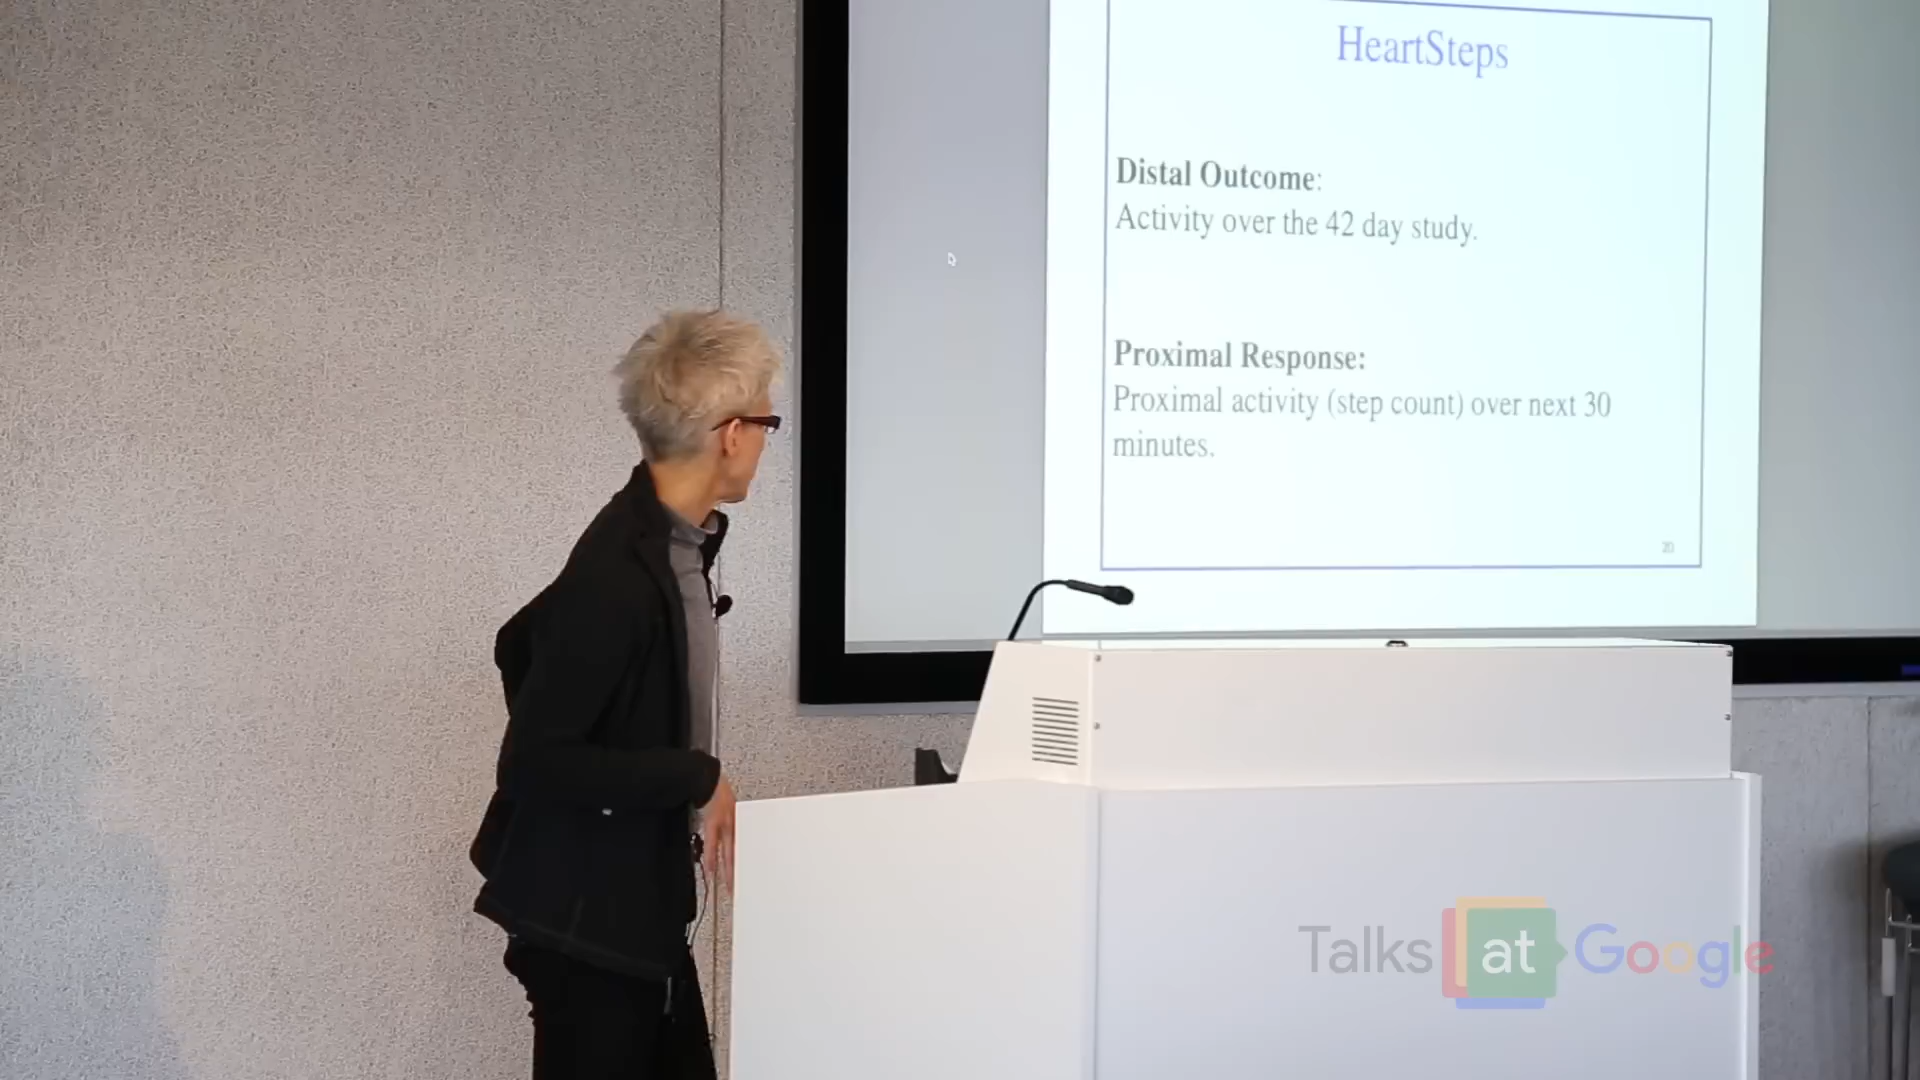 HeartSteps
Distal Outcome:
Activity over the 42 day study.
Proximal Response:
Proximal activity (step count) over next 30
minutes.
20
Talks at Google